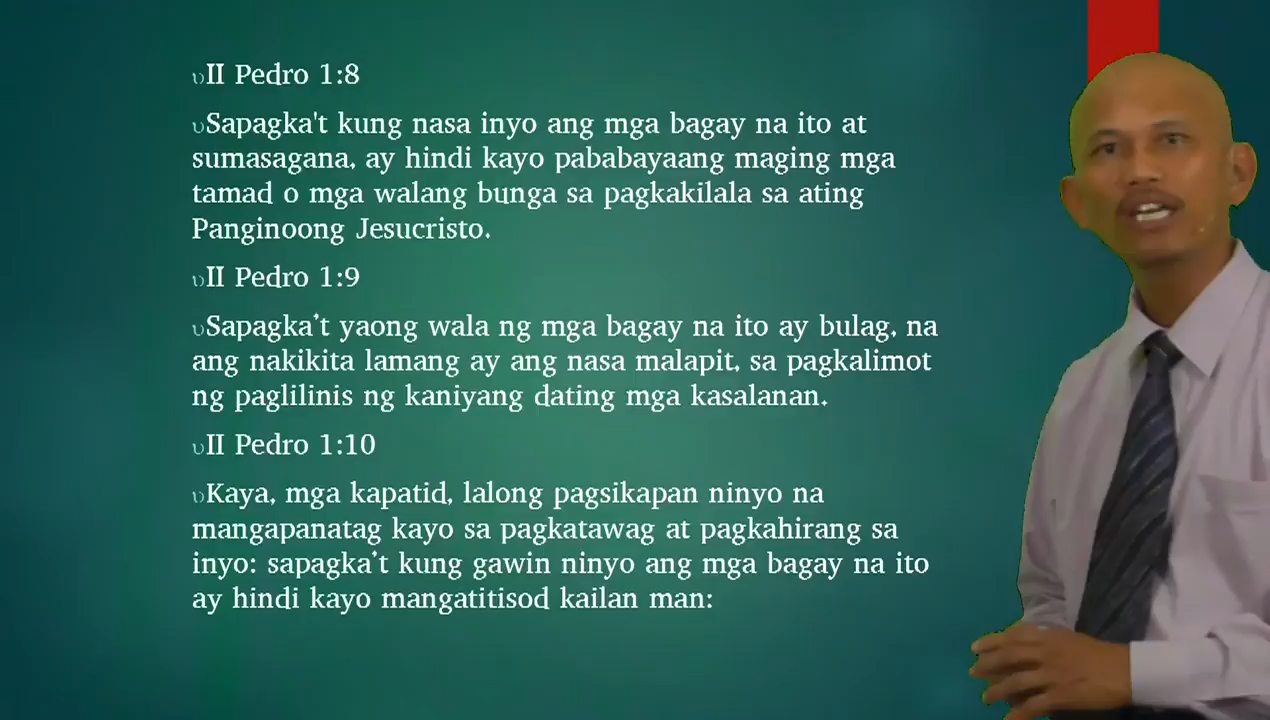 II Pedro 1:8
Sapagka't kung nasa inyo ang mga bagay na ito at
sumasagana, ay hindi kayo pababayaang maging mga
tamad o mga walang bunga sa pagkakilala sa ating
Panginoong Jesucristo.
II Pedro 1:9
Sapagka’t yaong wala ng mga bagay na ito ay bulag, na
ang nakikita lamang ay ang nasa malapit, sa pagkalimot
ng paglilinis ng kaniyang dating mga kasalanan.
II Pedro 1:10
Kaya, mga kapatid, lalong pagsikapan ninyo na
mangapanatag kayo sa pagkatawag at pagkahirang sa
inyo: sapagka’t kung gawin ninyo ang mga bagay na ito
ay hindi kayo mangatitisod kailan man: